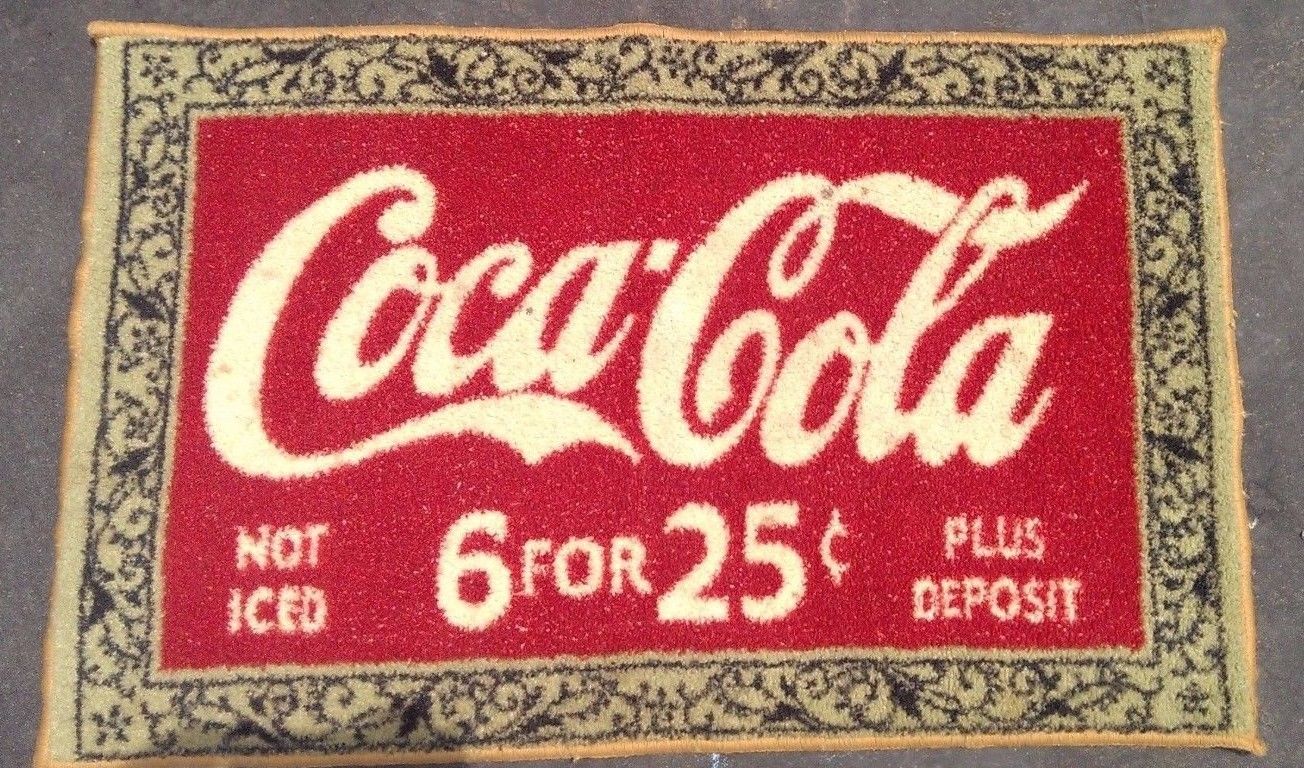 Coca-Cola
NOT ICED
6 FOR 25¢
PLUS DEPOSIT